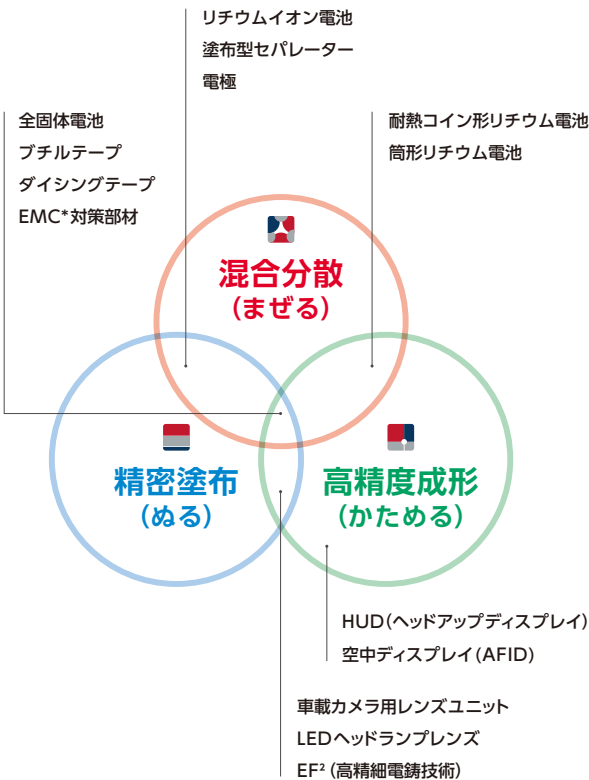 リチウムイオン電池
塗布型セパレーター
電極
全固体電池
ブチルテープ
ダイシングテープ
EMC*対策部材
耐熱コイン形リチウム電池
筒形リチウム電池
混合分散
(まぜる)
精密塗布
(ぬる)
高精度成形
(かためる)
HUD(ヘッドアップディスプレイ)
空中ディスプレイ(AFID)
車載カメラ用レンズユニット
LEDヘッドランプレンズ
EF²(高精細電鋳技術)